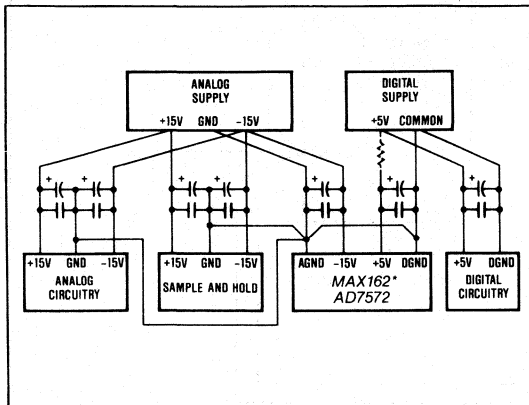 ANALOG
SUPPLY
+15V GND -15V
DIGITAL
SUPPLY
+5V COMMON
+ + + + + + +
+15V GND -15V
ANALOG
CIRCUITRY
+15V GND -15V
SAMPLE AND HOLD
AGND -15V +5V DGND
MAX162*
AD7572
+5V DGND
DIGITAL
CIRCUITRY